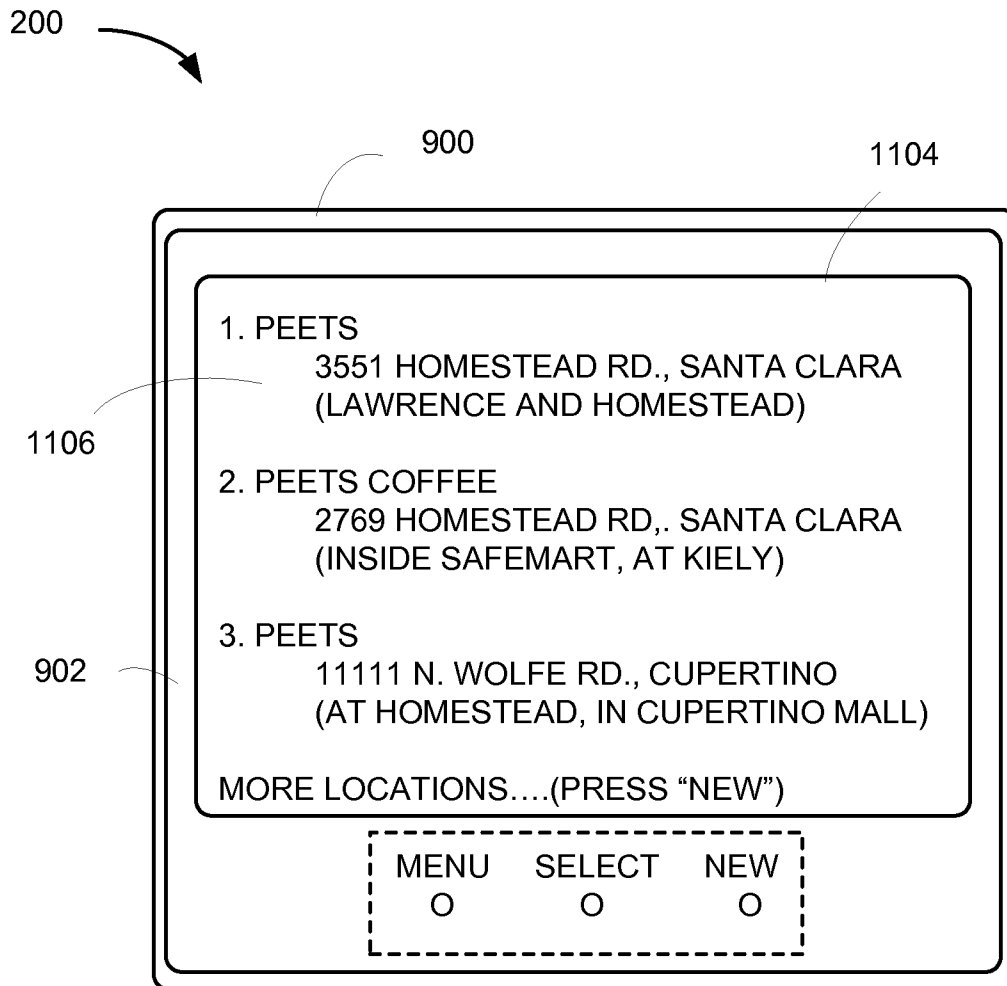 200
900
1104
1. PEETS
3551 HOMESTEAD RD., SANTA CLARA
(LAWRENCE AND HOMESTEAD)
1106
2. PEETS COFFEE
2769 HOMESTEAD RD,. SANTA CLARA
(INSIDE SAFEMART, AT KIELY)
3. PEETS
902
11111 N. WOLFE RD., CUPERTINO
(AT HOMESTEAD, IN CUPERTINO MALL)
MORE LOCATIONS....(PRESS “NEW”)
MENU SELECT NEW